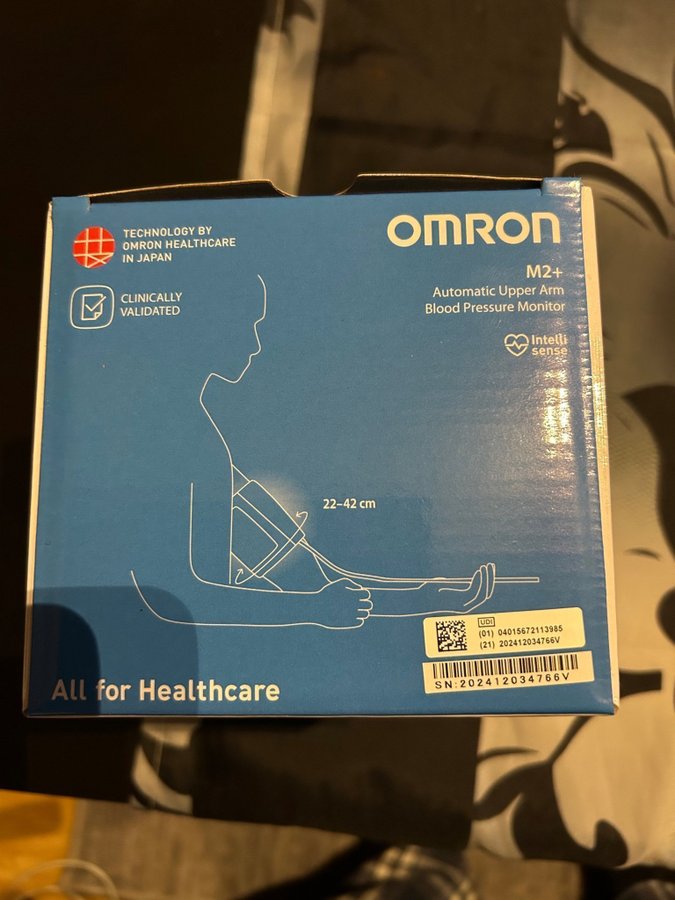 TECHNOLOGY BY
OMRON HEALTHCARE
IN JAPAN
CLINICALLY
VALIDATED
OMRON
M2+
Automatic Upper Arm
Blood Pressure Monitor
Intelli
sense
22–42 cm
UDI
(01) 04015672113985
(21) 202412034766V
SN:202412034766V
All for Healthcare